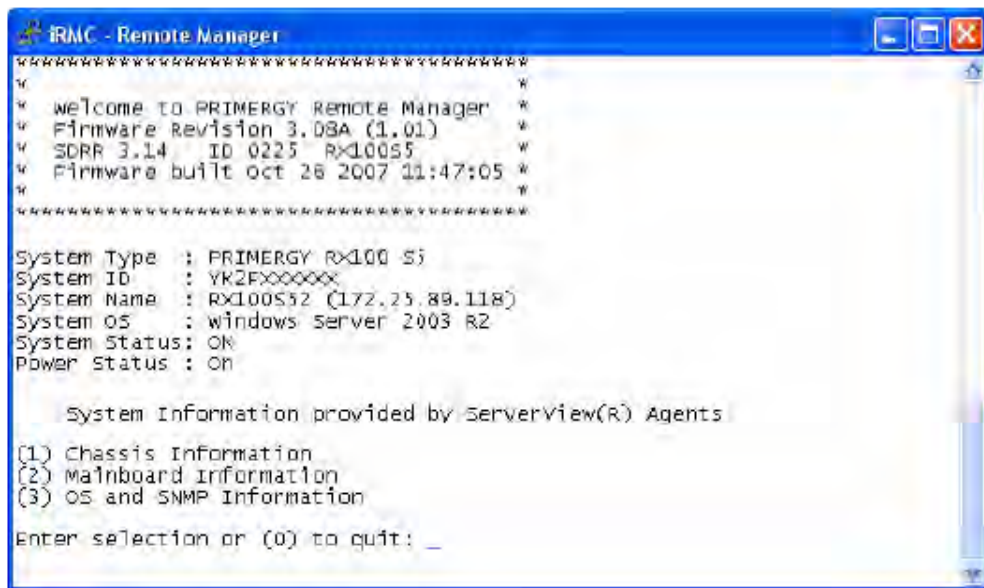 iRMC - Remote Manager
*****************************************
* *
* Welcome to PRIMERGY Remote Manager *
* Firmware Revision 3.08A (1.01) *
* SDRR 3.14 ID 0225 RX100S5 *
* Firmware built Oct 26 2007 11:47:05 *
* *
*****************************************
System Type : PRIMERGY RX100 S5
System ID : YK2FXXXXXX
System Name : RX100S52 (172.25.89.118)
System OS : Windows Server 2003 R2
System Status: OK
Power Status : On
System Information provided by ServerView(R) Agents
(1) Chassis Information
(2) Mainboard Information
(3) OS and SNMP Information
Enter selection or (0) to quit: _